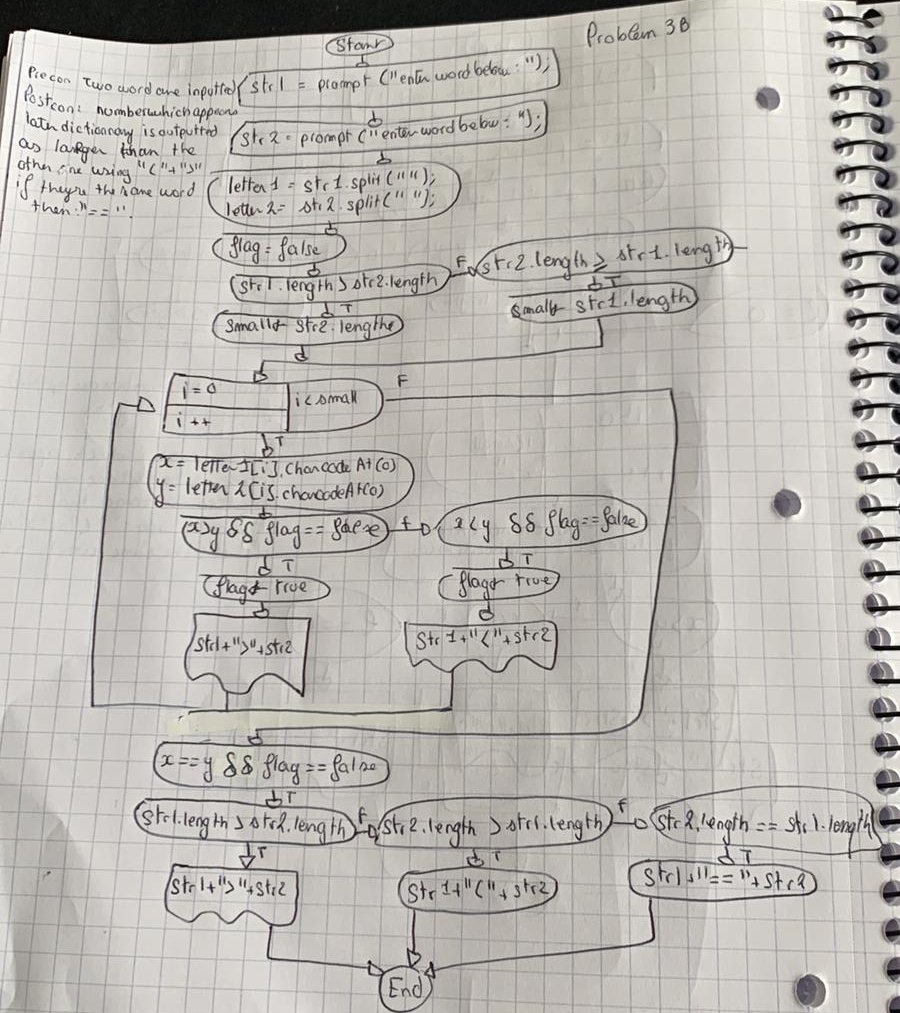 Start
Problem 3B
Precon Two word are inputted
Postcon: number which appears
latr dictionary is outputted
as larger than the
other one using "<"+">"
if they're the same word
then "==".
str1 = prompt ("enter word below: ");
str2 = prompt ("enter word below: ");
letter1 = str1.split("");
letter2 = str2.split("");
flag = false
str1.length > str2.length
F
str2.length ≥ str1.length
T
T
small str2.length
small str1.length
i=0
i++
i < small
F
T
x = letter1[i].charcodeAt(0)
y = letter2[i].charcodeAt(0)
x>y && flag == false
f
x<y && flag==false
T
T
flag true
flag true
str1+">"+str2
Str1+"<"+str2
x==y && flag==false
T
str1.length > str2.length
F
str2.length > str1.length
F
str2.length == str1.length
T
T
T
str1+">"+str2
Str1+"<"+str2
Str1+"=="+str2
End